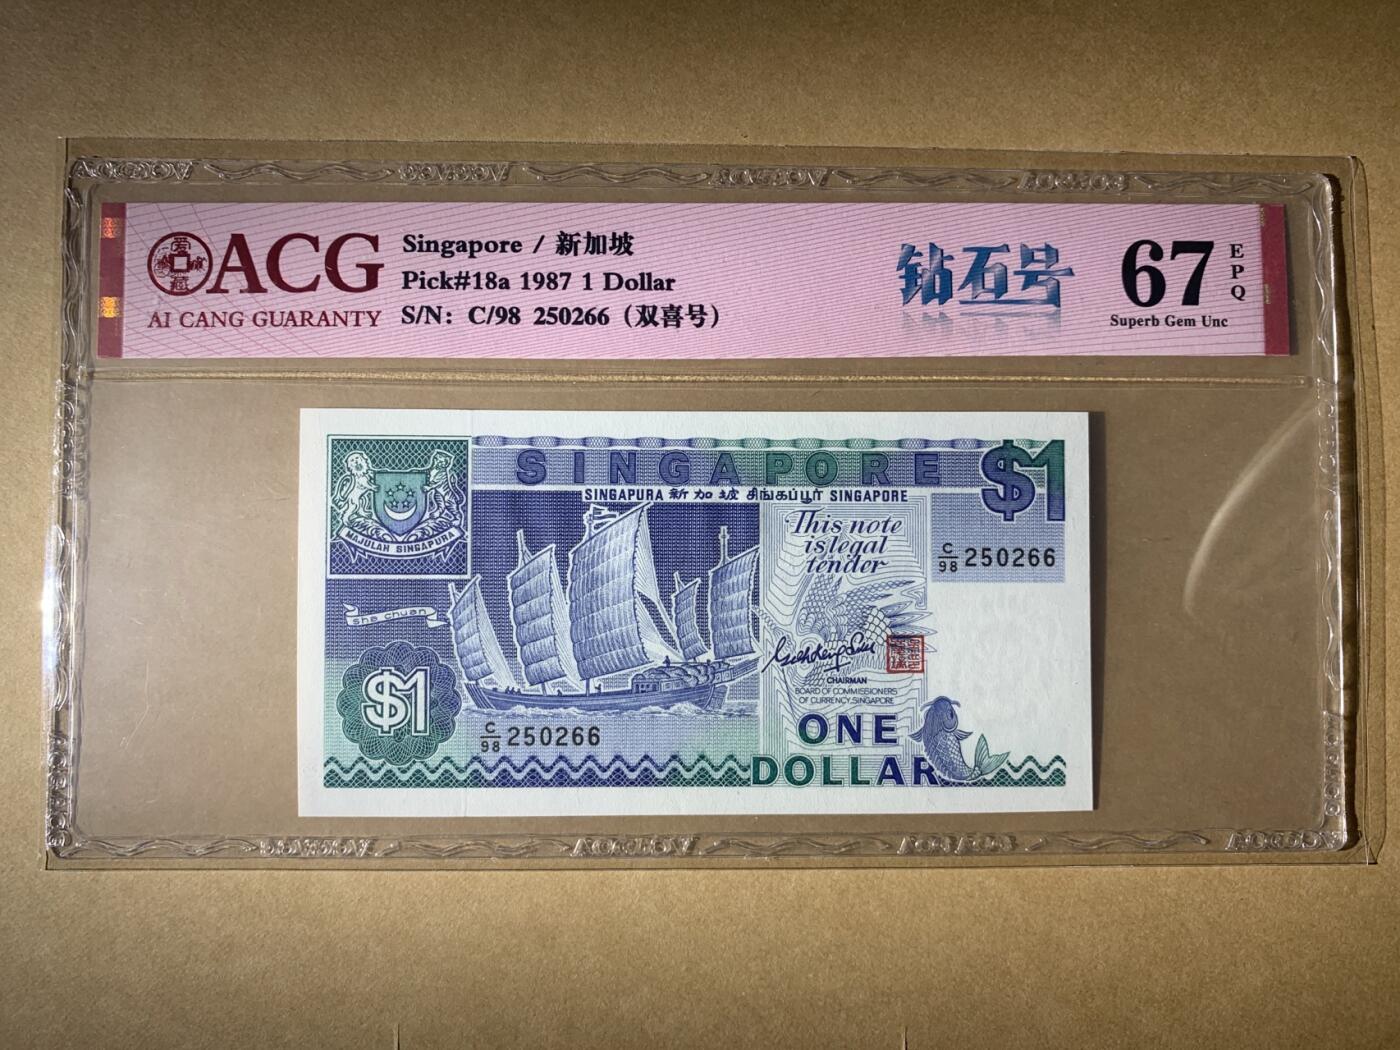 ACG
AI CANG GUARANTY
Singapore / 新加坡
Pick#18a 1987 1 Dollar
S/N: C/98 250266 (双喜号)
钻石号
67
EPQ
Superb Gem Unc
SINGAPORE
$1
SINGAPURA 新加坡 சிங்கப்பூர் SINGAPORE
MAJULAH SINGAPURA
This note
is legal
tender
C/98 250266
sha chuan
CHAIRMAN
BOARD OF COMMISSIONERS
OF CURRENCY, SINGAPORE
$1
C/98 250266
ONE
DOLLAR